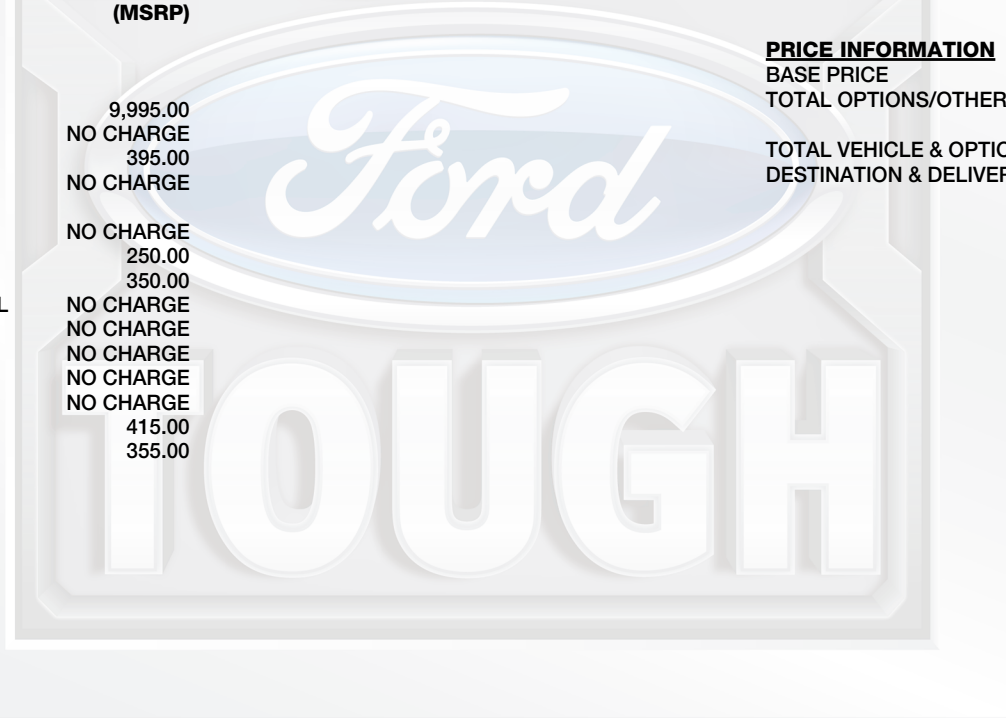 (MSRP)
9,995.00
NO CHARGE
395.00
NO CHARGE
NO CHARGE
250.00
350.00
L NO CHARGE
NO CHARGE
NO CHARGE
NO CHARGE
NO CHARGE
415.00
355.00
PRICE INFORMATION
BASE PRICE
TOTAL OPTIONS/OTHER
TOTAL VEHICLE & OPTIO
DESTINATION & DELIVER
Ford
TOUGH